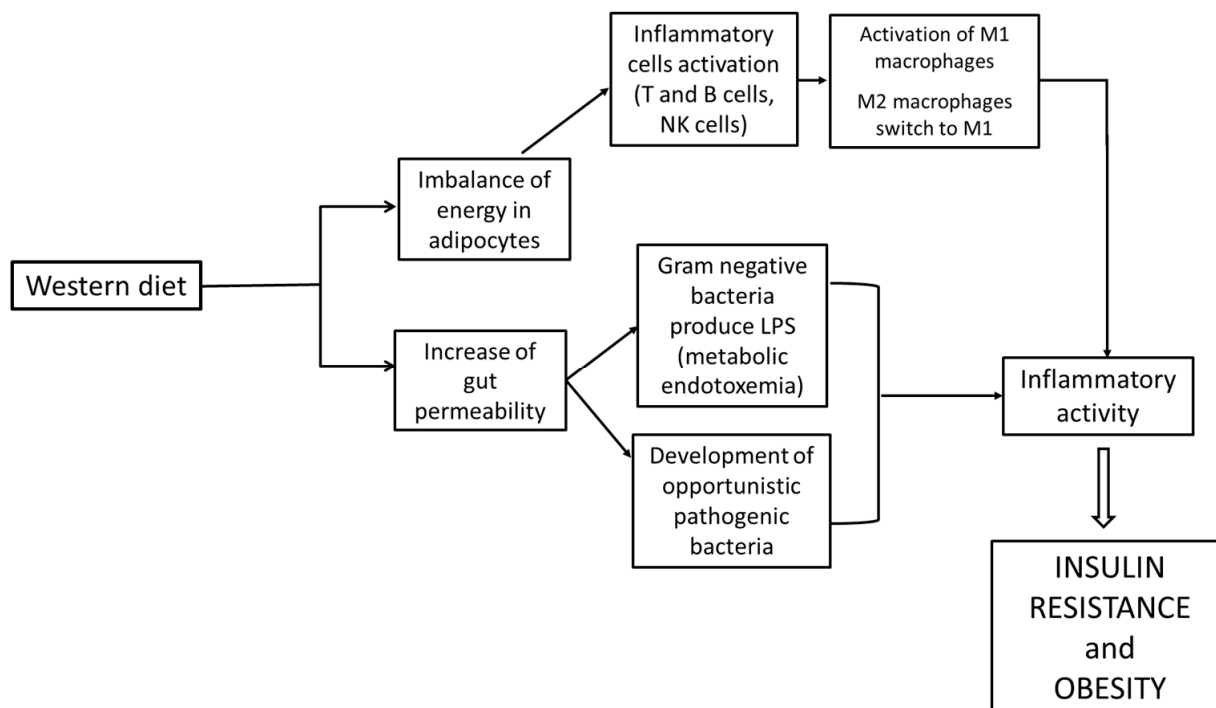 Western diet
Imbalance of
energy in
adipocytes
Inflammatory
cells activation
(T and B cells,
NK cells)
Activation of M1
macrophages
M2 macrophages
switch to M1
Increase of
gut
permeability
Gram negative
bacteria
produce LPS
(metabolic
endotoxemia)
Development of
opportunistic
pathogenic
bacteria
Inflammatory
activity
INSULIN
RESISTANCE
and
OBESITY